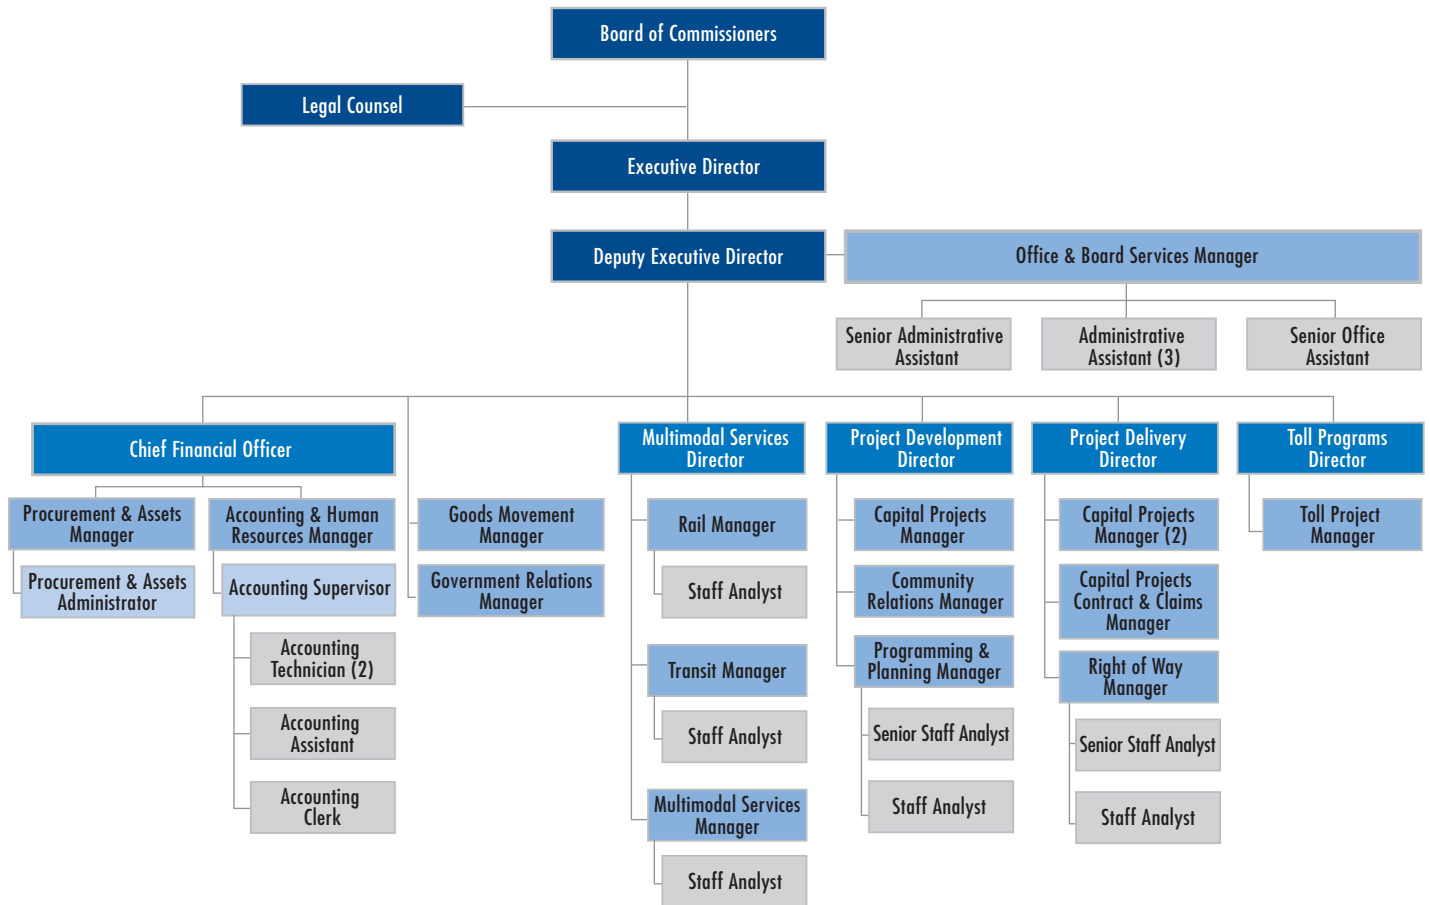 Board of Commissioners
Legal Counsel
Executive Director
Deputy Executive Director
Office & Board Services Manager
Senior Administrative
Assistant
Administrative
Assistant (3)
Senior Office
Assistant
Chief Financial Officer
Procurement & Assets
Manager
Procurement & Assets
Administrator
Accounting & Human
Resources Manager
Accounting Supervisor
Accounting
Technician (2)
Accounting
Assistant
Accounting
Clerk
Goods Movement
Manager
Government Relations
Manager
Multimodal Services
Director
Rail Manager
Staff Analyst
Transit Manager
Staff Analyst
Multimodal Services
Manager
Staff Analyst
Project Development
Director
Capital Projects
Manager
Community
Relations Manager
Programming &
Planning Manager
Senior Staff Analyst
Staff Analyst
Project Delivery
Director
Capital Projects
Manager (2)
Capital Projects
Contract & Claims
Manager
Right of Way
Manager
Senior Staff Analyst
Staff Analyst
Toll Programs
Director
Toll Project
Manager